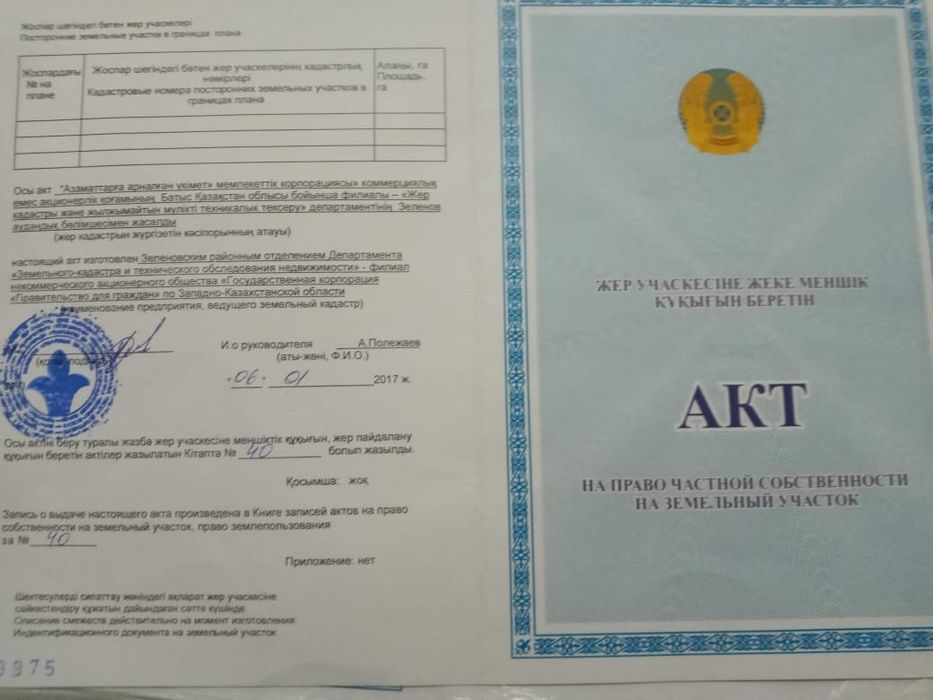 Жоспар шегіндегі бөтен жер учаскелері
Посторонние земельные участки в границах плана
Жоспардағы
№ на
плане
Жоспар шегіндегі бөтен жер учаскелерінің кадастрлық
нөмірлері
Кадастровые номера посторонних земельных участков в
границах плана
Алаңы, га
Площадь,
га
Осы акт "Азаматтарға арналған үкімет» мемлекеттік корпорациясы» коммерциялық
емес акционерлік қоғамының Батыс Қазақстан облысы бойынша филиалы – «Жер
кадастры және жылжымайтын мүлікті техникалық тексеру» департаментінің Зеленов
аудандық бөлімшесімен жасалды
(жер кадастрын жүргізетін кәсіпорынның атауы)
настоящий акт изготовлен Зеленовским районным отделением Департамента
«Земельного-кадастра и технического обследования недвижимости» - филиал
некоммерческого акционерного общества «Государственная корпорация
«Правительство для граждан» по Западно-Казахстанской области
наименование предприятия, ведущего земельный кадастр)
И.о руководителя А.Полежаев
(аты-жөні, Ф.И.О.)
06. 01 2017 ж.
Осы актіні беру туралы жазба жер учаскесіне меншіктік құқығын, жер пайдалану
құқығын беретін актілер жазылатын Кітапта № 40 болып жазылды.
Қосымша: жоқ
Запись о выдаче настоящего акта произведена в Книге записей актов на право
собственности на земельный участок, право землепользования
за № 40
Приложение: нет
Шектесулерді сипаттау жөніндегі ақпарат жер учаскесіне
сәйкестендіру құжатын дайындаған сәтте күшінде
Описание смежеств действительно на момент изготовления
Индентификационного документа на земельный участок
9975
ЖЕР УЧАСКЕСІНЕ ЖЕКЕ МЕНШІК
ҚҰҚЫҒЫН БЕРЕТІН
АКТ
НА ПРАВО ЧАСТНОЙ СОБСТВЕННОСТИ
НА ЗЕМЕЛЬНЫЙ УЧАСТОК